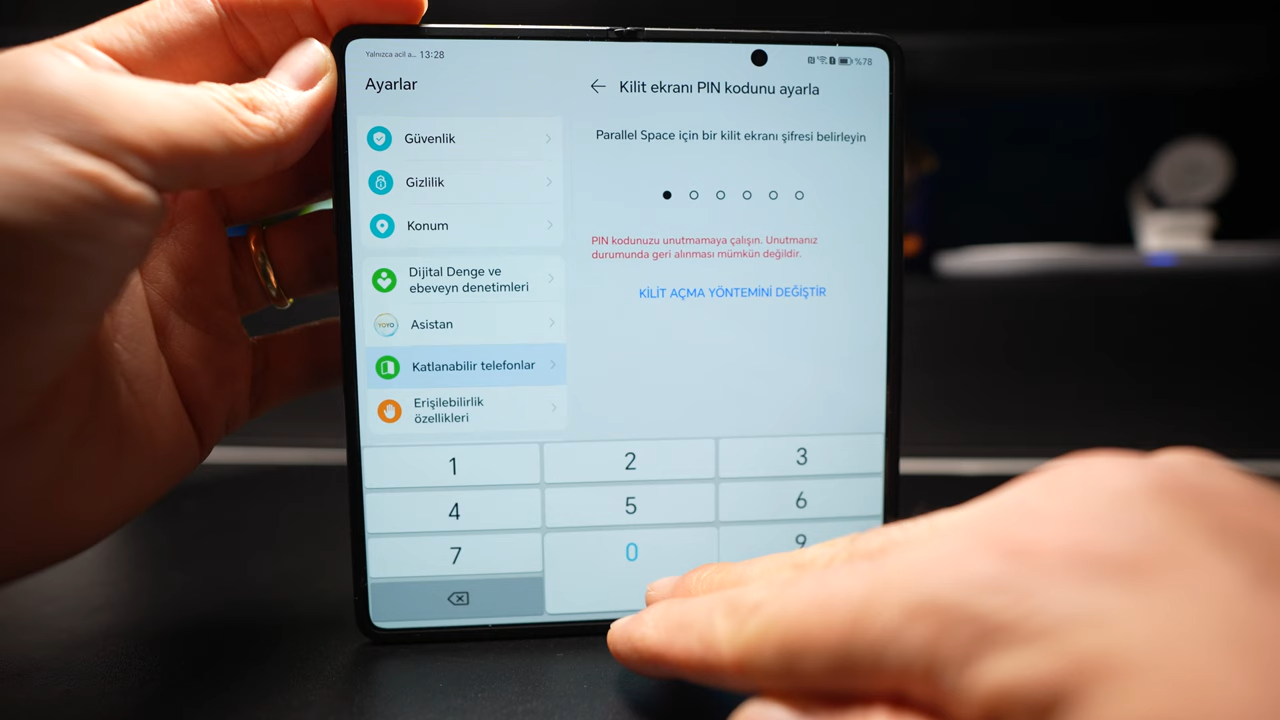 Yalnızca acil a... 13:28
%78
Ayarlar
Kilit ekranı PIN kodunu ayarla
Güvenlik
Gizlilik
Konum
Dijital Denge ve
ebeveyn denetimleri
YOYO
Asistan
Katlanabilir telefonlar
Erişilebilirlik
özellikleri
Parallel Space için bir kilit ekranı şifresi belirleyin
PIN kodunuzu unutmamaya çalışın. Unutmanız
durumunda geri alınması mümkün değildir.
KİLİT AÇMA YÖNTEMİNİ DEĞİŞTİR
1 2 3
4 5 6
7 0 9